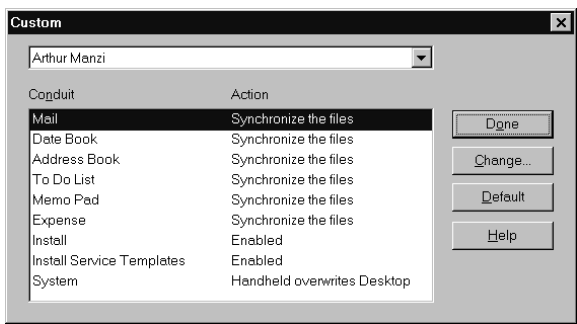 Custom
Arthur Manzi
Conduit Action
Mail Synchronize the files
Date Book Synchronize the files
Address Book Synchronize the files
To Do List Synchronize the files
Memo Pad Synchronize the files
Expense Synchronize the files
Install Enabled
Install Service Templates Enabled
System Handheld overwrites Desktop
Done
Change...
Default
Help